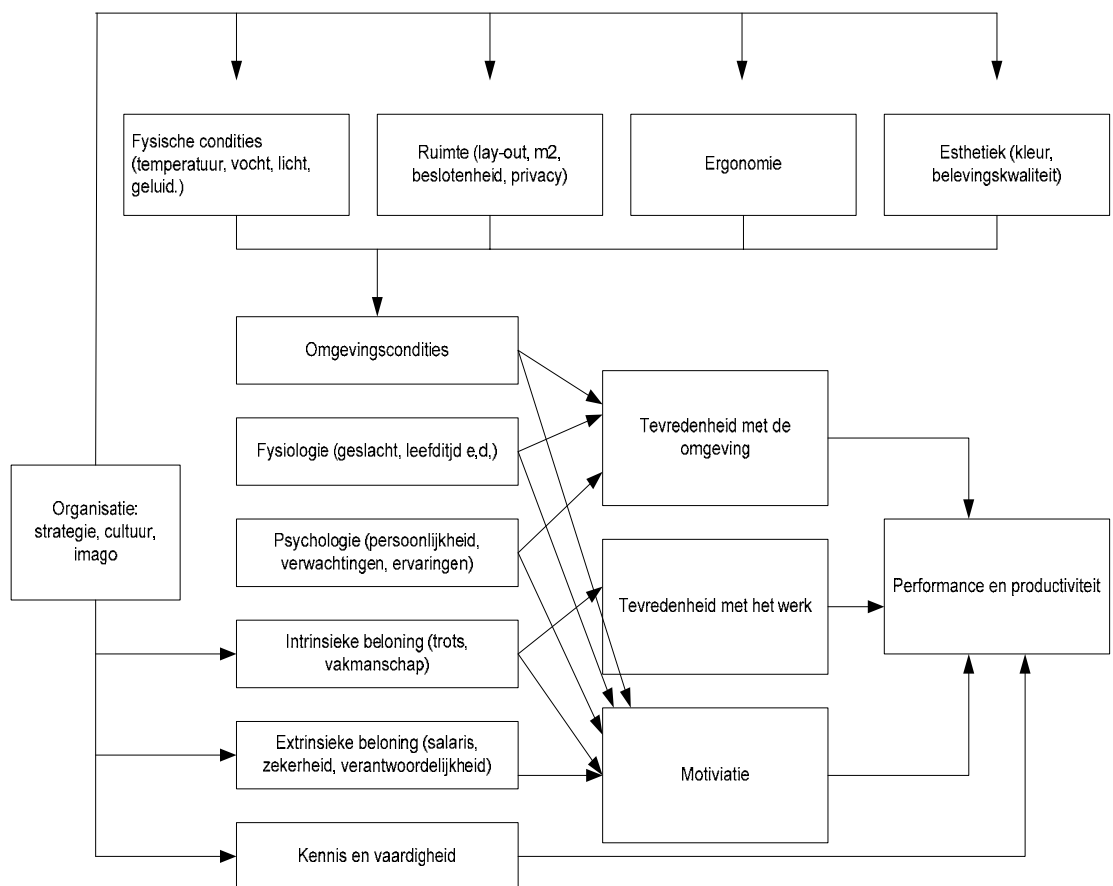 Fysische condities
(temperatuur, vocht, licht,
geluid.)
Ruimte (lay-out, m2,
beslotenheid, privacy)
Ergonomie
Esthetiek (kleur,
belevingskwaliteit)
Omgevingscondities
Fysiologie (geslacht, leefditjd e,d,)
Psychologie (persoonlijkheid,
verwachtingen, ervaringen)
Intrinsieke beloning (trots,
vakmanschap)
Extrinsieke beloning (salaris,
zekerheid, verantwoordelijkheid)
Kennis en vaardigheid
Organisatie:
strategie, cultuur,
imago
Tevredenheid met de
omgeving
Tevredenheid met het werk
Motiviatie
Performance en productiviteit